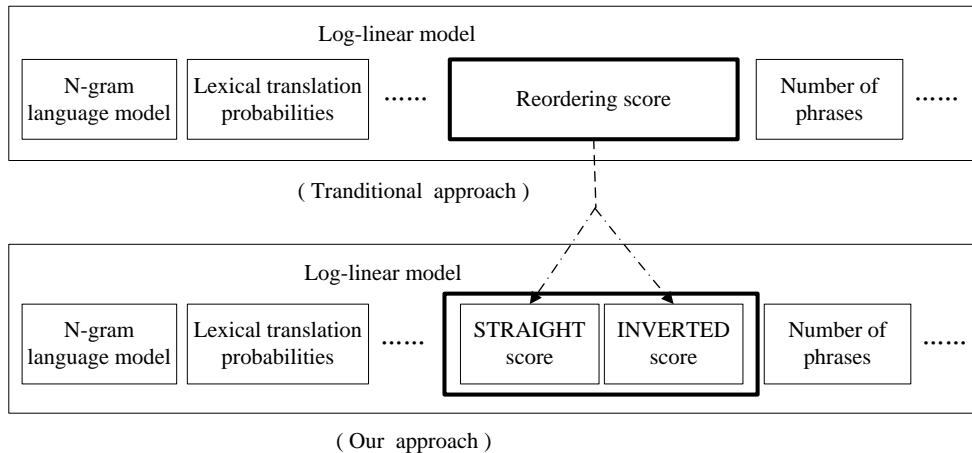 Log-linear model
N-gram
language model
Lexical translation
probabilities
......
Reordering score
Number of
phrases
......
( Tranditional approach )
Log-linear model
N-gram
language model
Lexical translation
probabilities
......
STRAIGHT
score
INVERTED
score
Number of
phrases
......
( Our approach )